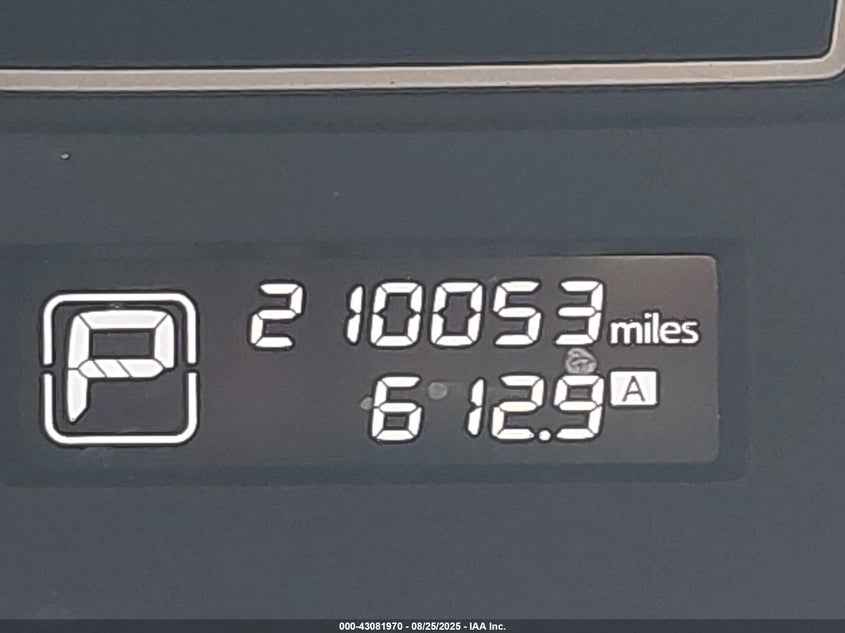 P
210053 miles
612.9 A
000-43081970 - 08/25/2025 - IAA Inc.